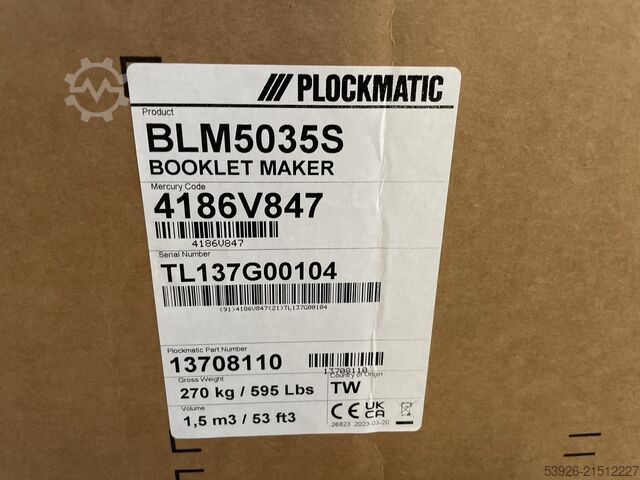 PLOCKMATIC
Product
BLM5035S
BOOKLET MAKER
Mercury Code
4186V847
4186V847
Serial Number
TL137G00104
(91)4186V847(21)TL137G00104
Plockmatic Part Number
13708110
13708110
Gross Weight
270 kg / 595 Lbs
Country of Origin
TW
Volume
1,5 m3 / 53 ft3
CE UK CA
26823 2023-03-20
53926-21512227